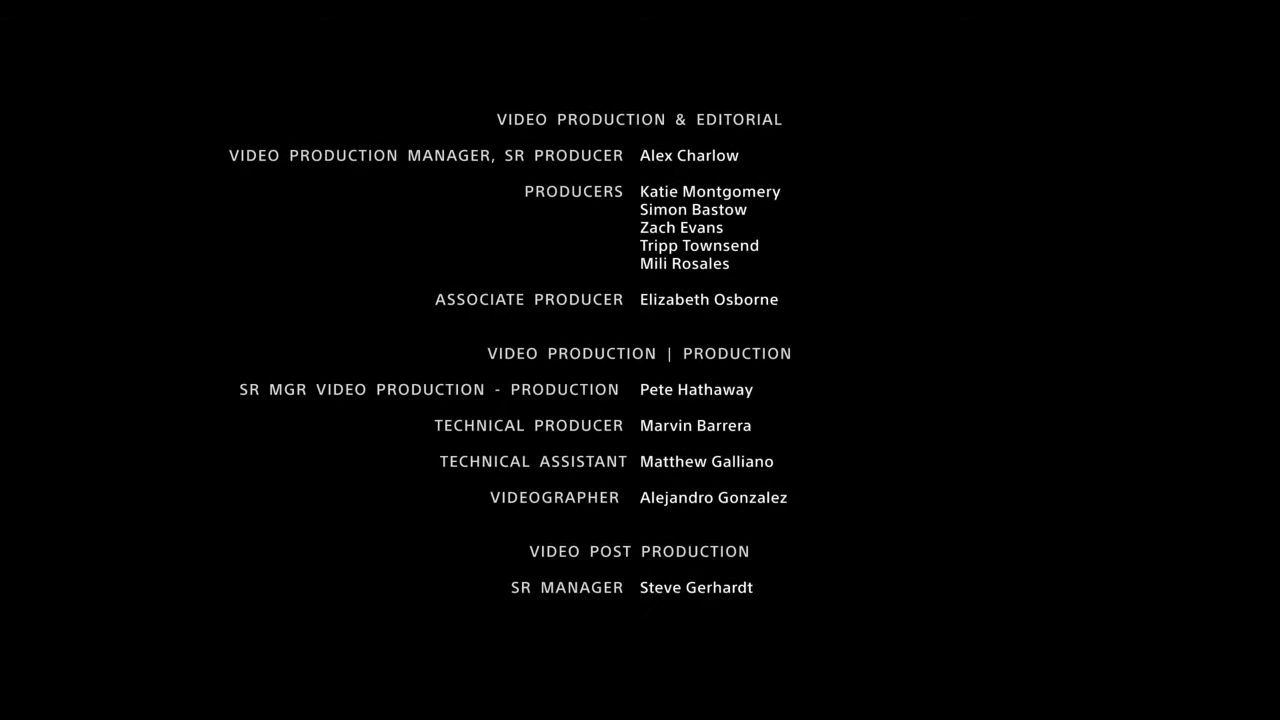 VIDEO PRODUCTION & EDITORIAL
VIDEO PRODUCTION MANAGER, SR PRODUCER Alex Charlow
PRODUCERS Katie Montgomery
Simon Bastow
Zach Evans
Tripp Townsend
Mili Rosales
ASSOCIATE PRODUCER Elizabeth Osborne
VIDEO PRODUCTION | PRODUCTION
SR MGR VIDEO PRODUCTION - PRODUCTION Pete Hathaway
TECHNICAL PRODUCER Marvin Barrera
TECHNICAL ASSISTANT Matthew Galliano
VIDEOGRAPHER Alejandro Gonzalez
VIDEO POST PRODUCTION
SR MANAGER Steve Gerhardt